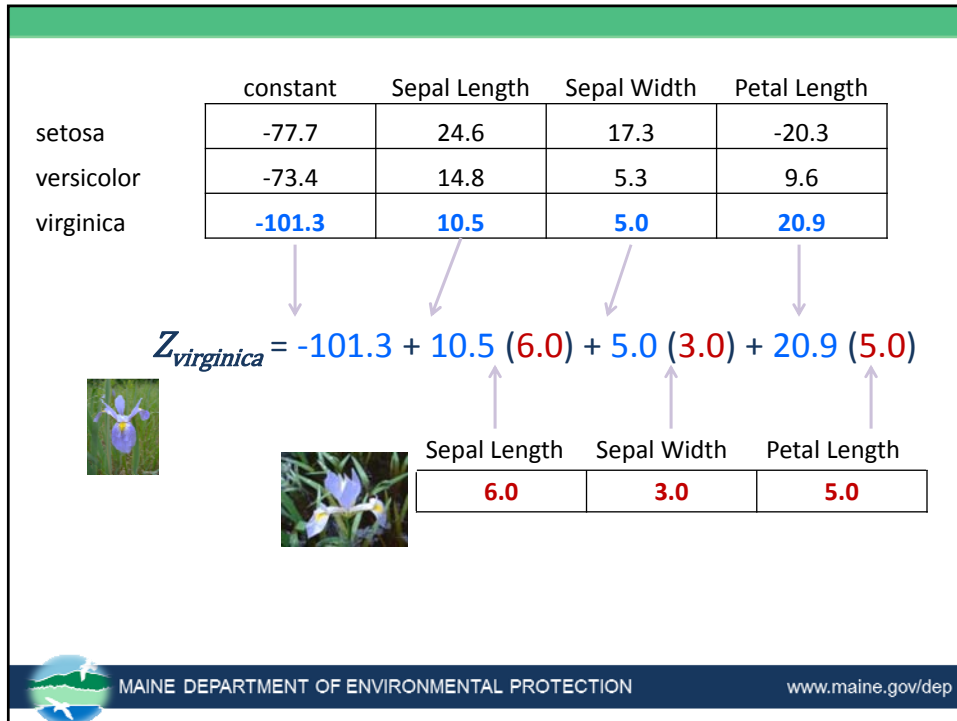 constant Sepal Length Sepal Width Petal Length
setosa -77.7 24.6 17.3 -20.3
versicolor -73.4 14.8 5.3 9.6
virginica -101.3 10.5 5.0 20.9
Zvirginica = -101.3 + 10.5 (6.0) + 5.0 (3.0) + 20.9 (5.0)
Sepal Length Sepal Width Petal Length
6.0 3.0 5.0
MAINE DEPARTMENT OF ENVIRONMENTAL PROTECTION www.maine.gov/dep